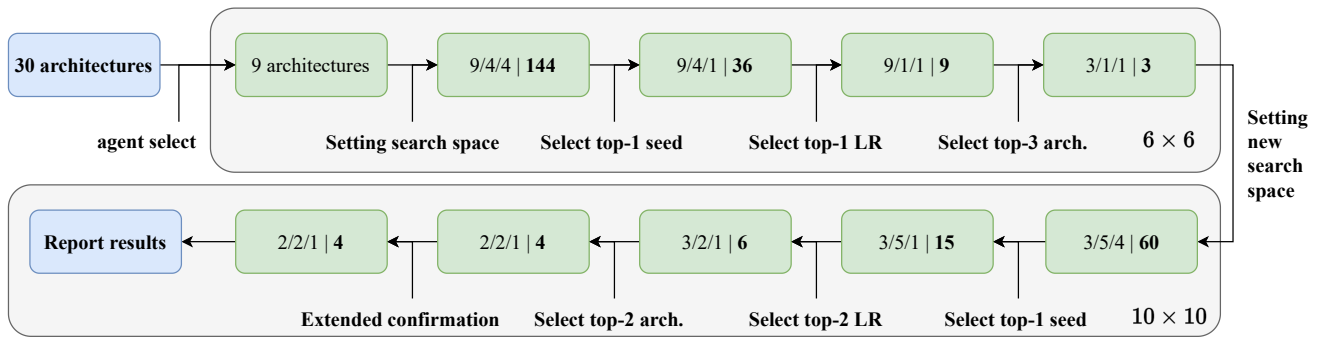 30 architectures
9 architectures
9/4/4 | 144
9/4/1 | 36
9/1/1 | 9
3/1/1 | 3
agent select
Setting search space
Select top-1 seed
Select top-1 LR
Select top-3 arch.
6 × 6
Setting
new
search
space
Report results
2/2/1 | 4
2/2/1 | 4
3/2/1 | 6
3/5/1 | 15
3/5/4 | 60
Extended confirmation
Select top-2 arch.
Select top-2 LR
Select top-1 seed
10 × 10